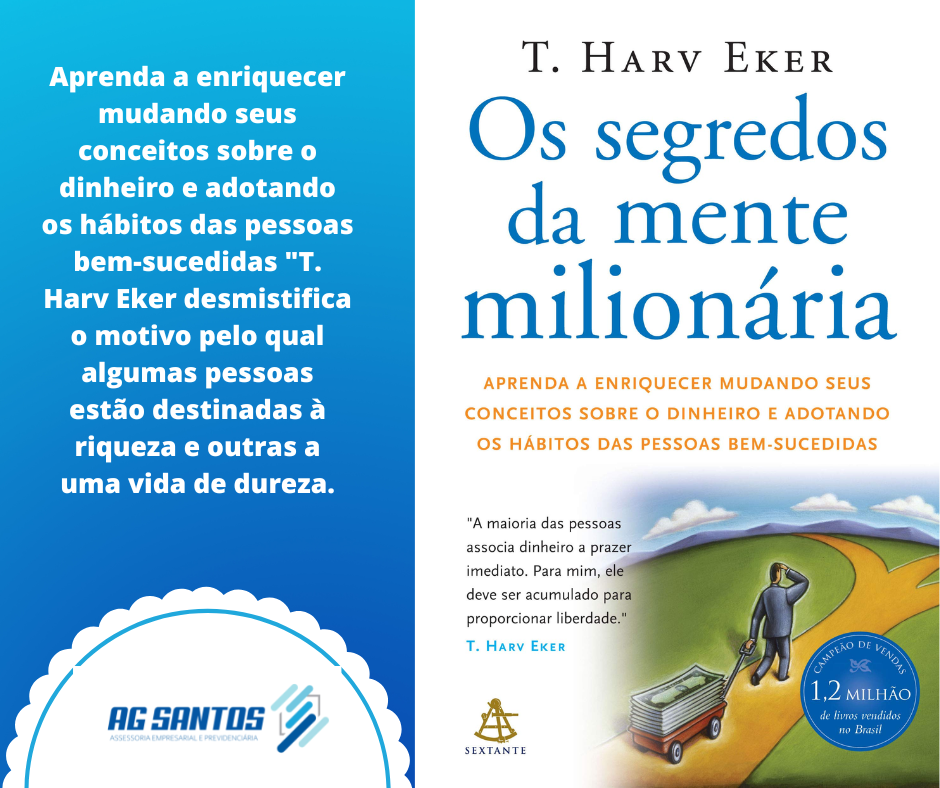 Aprenda a enriquecer
mudando seus
conceitos sobre o
dinheiro e adotando
os hábitos das pessoas
bem-sucedidas "T.
Harv Eker desmistifica
o motivo pelo qual
algumas pessoas
estão destinadas à
riqueza e outras a
uma vida de dureza.
AG SANTOS
ASSESSORIA EMPRESARIAL E PREVIDENCIÁRIA
T. HARV EKER
Os segredos
da mente
milionária
APRENDA A ENRIQUECER MUDANDO SEUS
CONCEITOS SOBRE O DINHEIRO E ADOTANDO
OS HÁBITOS DAS PESSOAS BEM-SUCEDIDAS
"A maioria das pessoas
associa dinheiro a prazer
imediato. Para mim, ele
deve ser acumulado para
proporcionar liberdade."
T. HARV EKER
SEXTANTE
CAMPEÃO DE VENDAS
1,2 MILHÃO
de livros vendidos
no Brasil